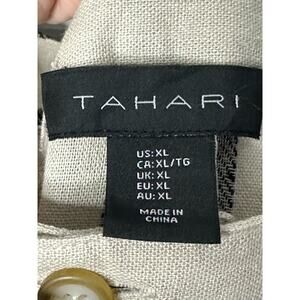 TAHARI
US: XL
CA: XL/TG
UK: XL
EU: XL
AU: XL
MADE IN
CHINA